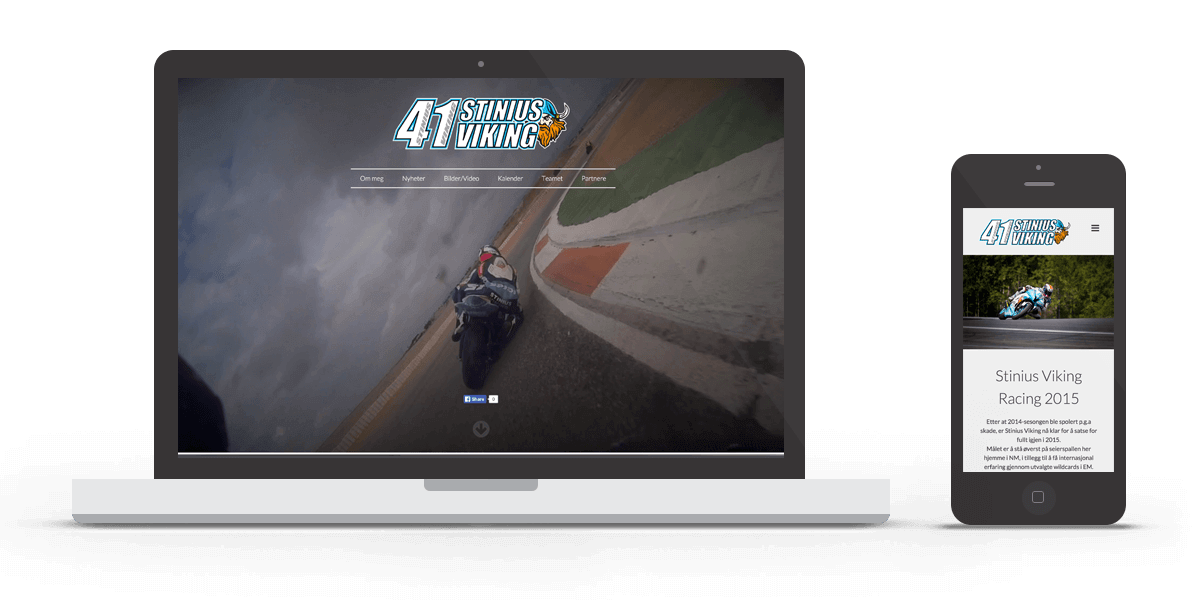 41 STINIUS
VIKING
Om meg Nyheter Bilder/Video Kalender Teamet Partnere
Share 0
41 STINIUS
VIKING
Stinius Viking
Racing 2015
Etter at 2014-sesongen ble spolert p.g.a
skade, er Stinius Viking nå klar for å satse for
fullt igjen i 2015.
Målet er å stå øverst på seierspallen her
hjemme i NM, i tillegg til å få internasjonal
erfaring gjennom utvalgte wildcards i EM.